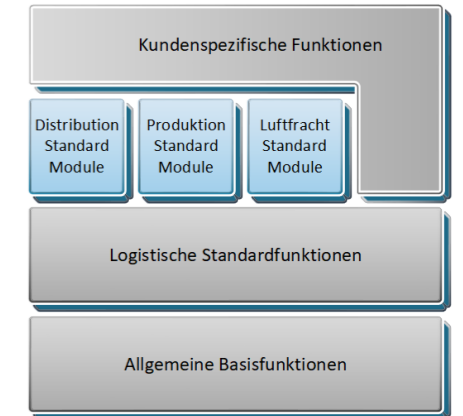 Kundenspezifische Funktionen
Distribution
Standard
Module
Produktion
Standard
Module
Luftfracht
Standard
Module
Logistische Standardfunktionen
Allgemeine Basisfunktionen